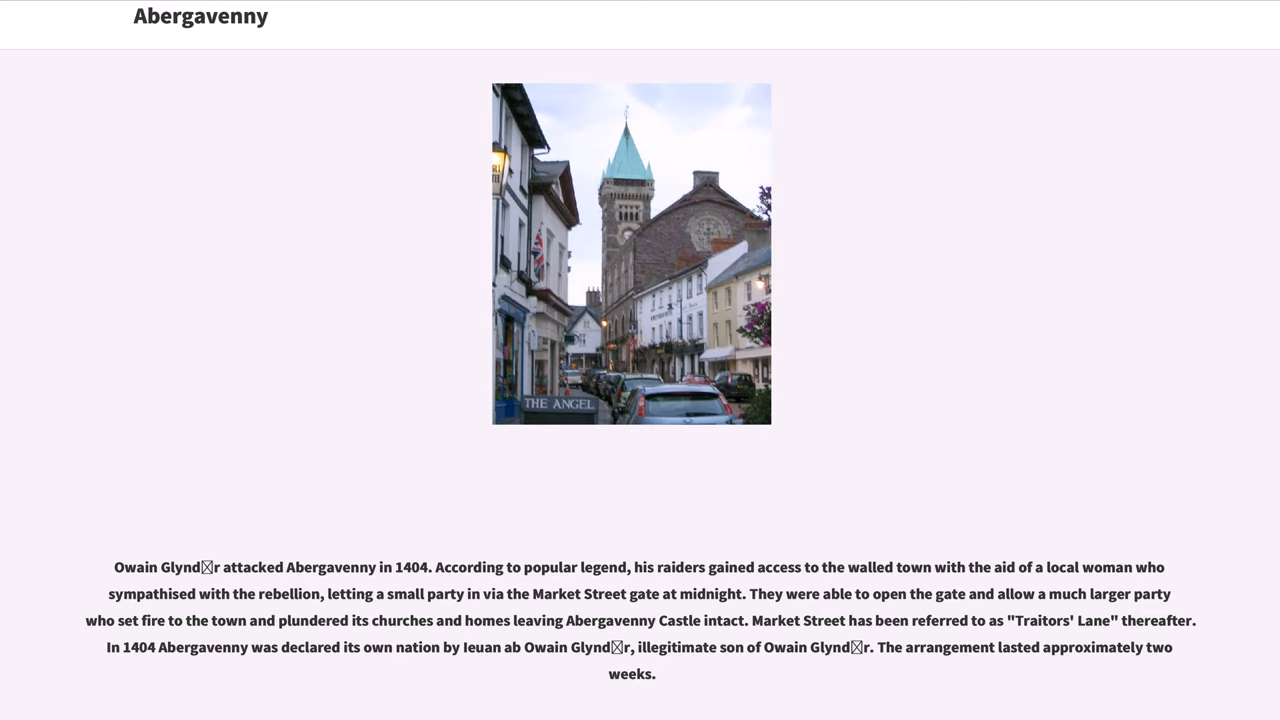 Abergavenny
THE ANGEL
Owain Glynd☒r attacked Abergavenny in 1404. According to popular legend, his raiders gained access to the walled town with the aid of a local woman who
sympathised with the rebellion, letting a small party in via the Market Street gate at midnight. They were able to open the gate and allow a much larger party
who set fire to the town and plundered its churches and homes leaving Abergavenny Castle intact. Market Street has been referred to as "Traitors' Lane" thereafter.
In 1404 Abergavenny was declared its own nation by Ieuan ab Owain Glynd☒r, illegitimate son of Owain Glynd☒r. The arrangement lasted approximately two
weeks.